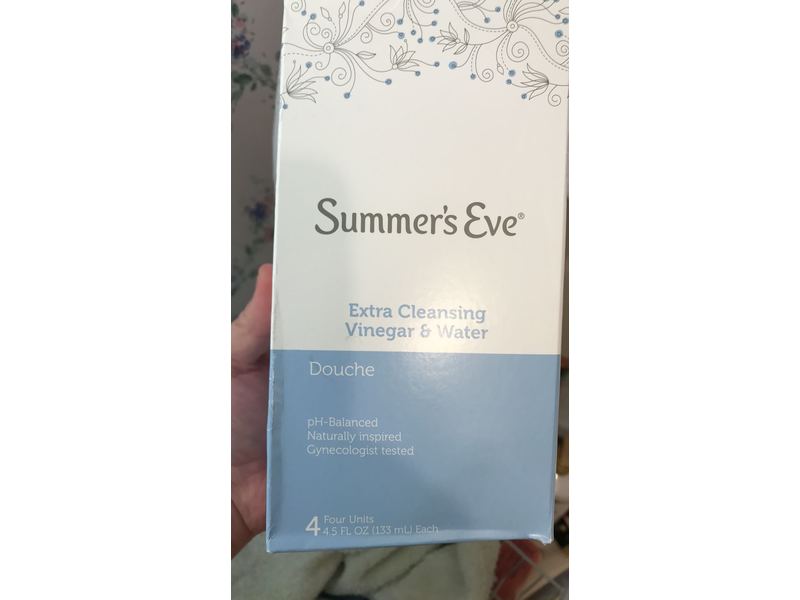 Summer's Eve®
Extra Cleansing
Vinegar & Water
Douche
pH-Balanced
Naturally inspired
Gynecologist tested
4 Four Units
4.5 FL OZ (133 mL) Each